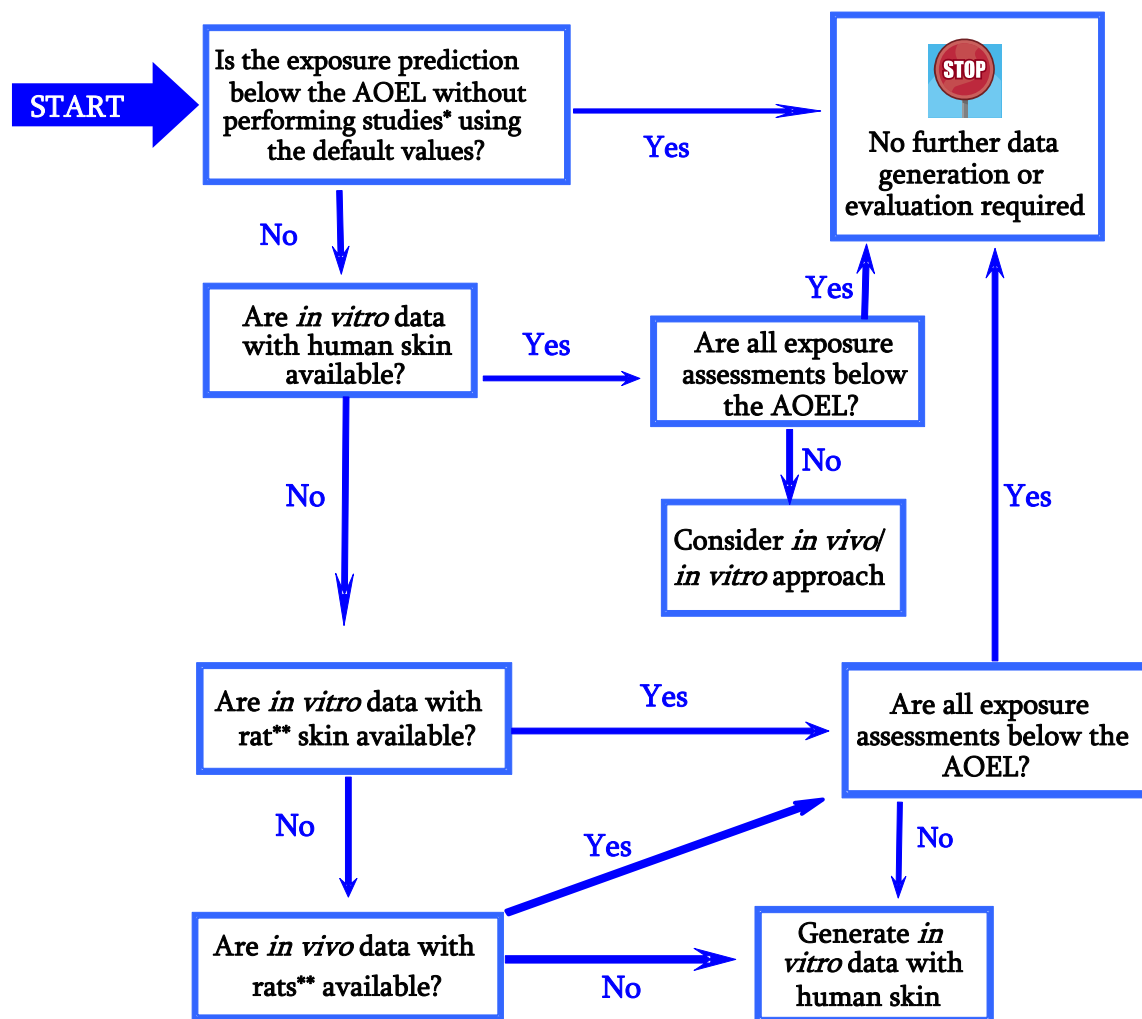 START
Is the exposure prediction
below the AOEL without
performing studies* using
the default values?
Yes
STOP
No further data
generation or
evaluation required
No
Are in vitro data
with human skin
available?
Yes
Are all exposure
assessments below
the AOEL?
Yes
No
Consider in vivo/
in vitro approach
No
Yes
Are in vitro data with
rat** skin available?
Yes
Are all exposure
assessments below the
AOEL?
No
Yes
No
Are in vivo data with
rats** available?
No
Generate in
vitro data with
human skin